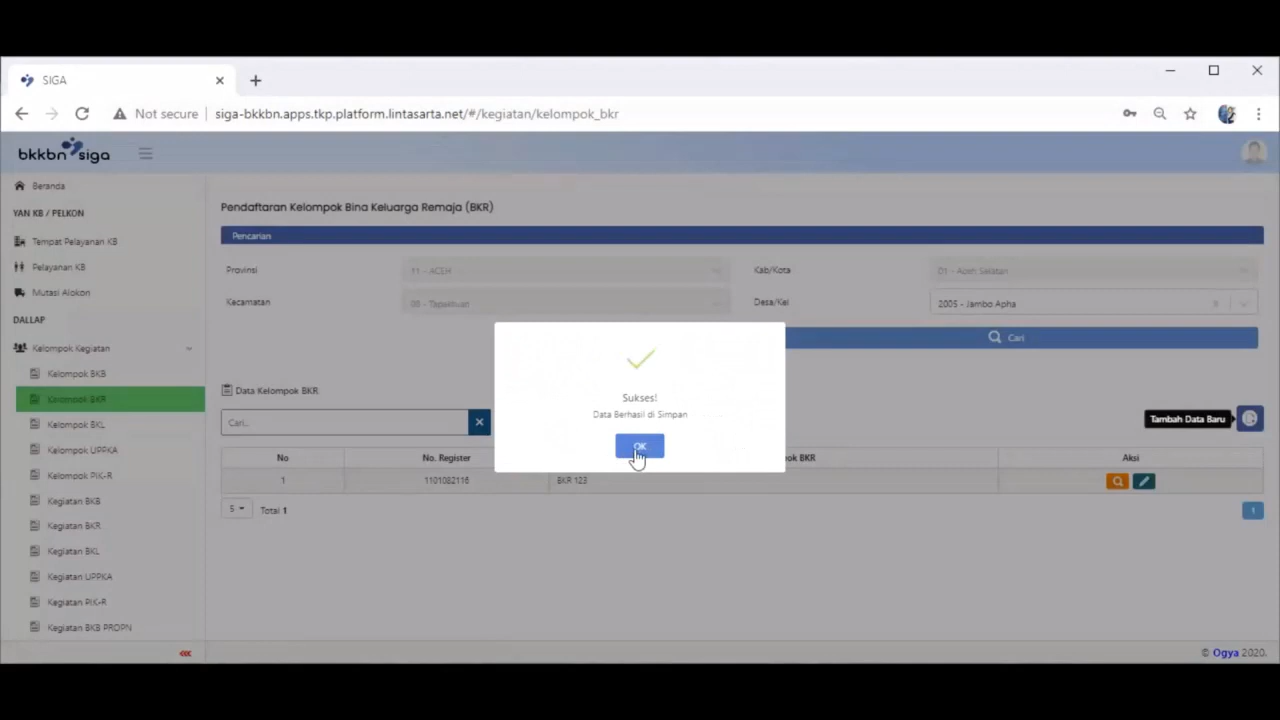 SIGA
Not secure
siga-bkkbn.apps.tkp.platform.lintasarta.net/#/kegiatan/kelompok_bkr
bkkbn siga
Beranda
YAN KB / PELKON
Tempat Pelayanan KB
Pelayanan KB
Mutasi Alokon
DALLAP
Kelompok Kegiatan
Kelompok BKB
Kelompok BKR
Kelompok BKL
Kelompok UPPKA
Kelompok PIK-R
Kegiatan BKB
Kegiatan BKR
Kegiatan BKL
Kegiatan UPPKA
Kegiatan PIK-R
Kegiatan BKB PROPN
Pendaftaran Kelompok Bina Keluarga Remaja (BKR)
Pencarian
Provinsi 11 - ACEH Kab/Kota 01 - Aceh Selatan
Kecamatan 08 - Tapaktuan Desa/Kel 2005 - Jambo Apha
Cari
Data Kelompok BKR
Cari..
Tambah Data Baru
No No. Register ok BKR Aksi
1 1101082116 BKR 123
5 Total 1 1
Sukses!
Data Berhasil di Simpan
OK
© Ogya 2020.